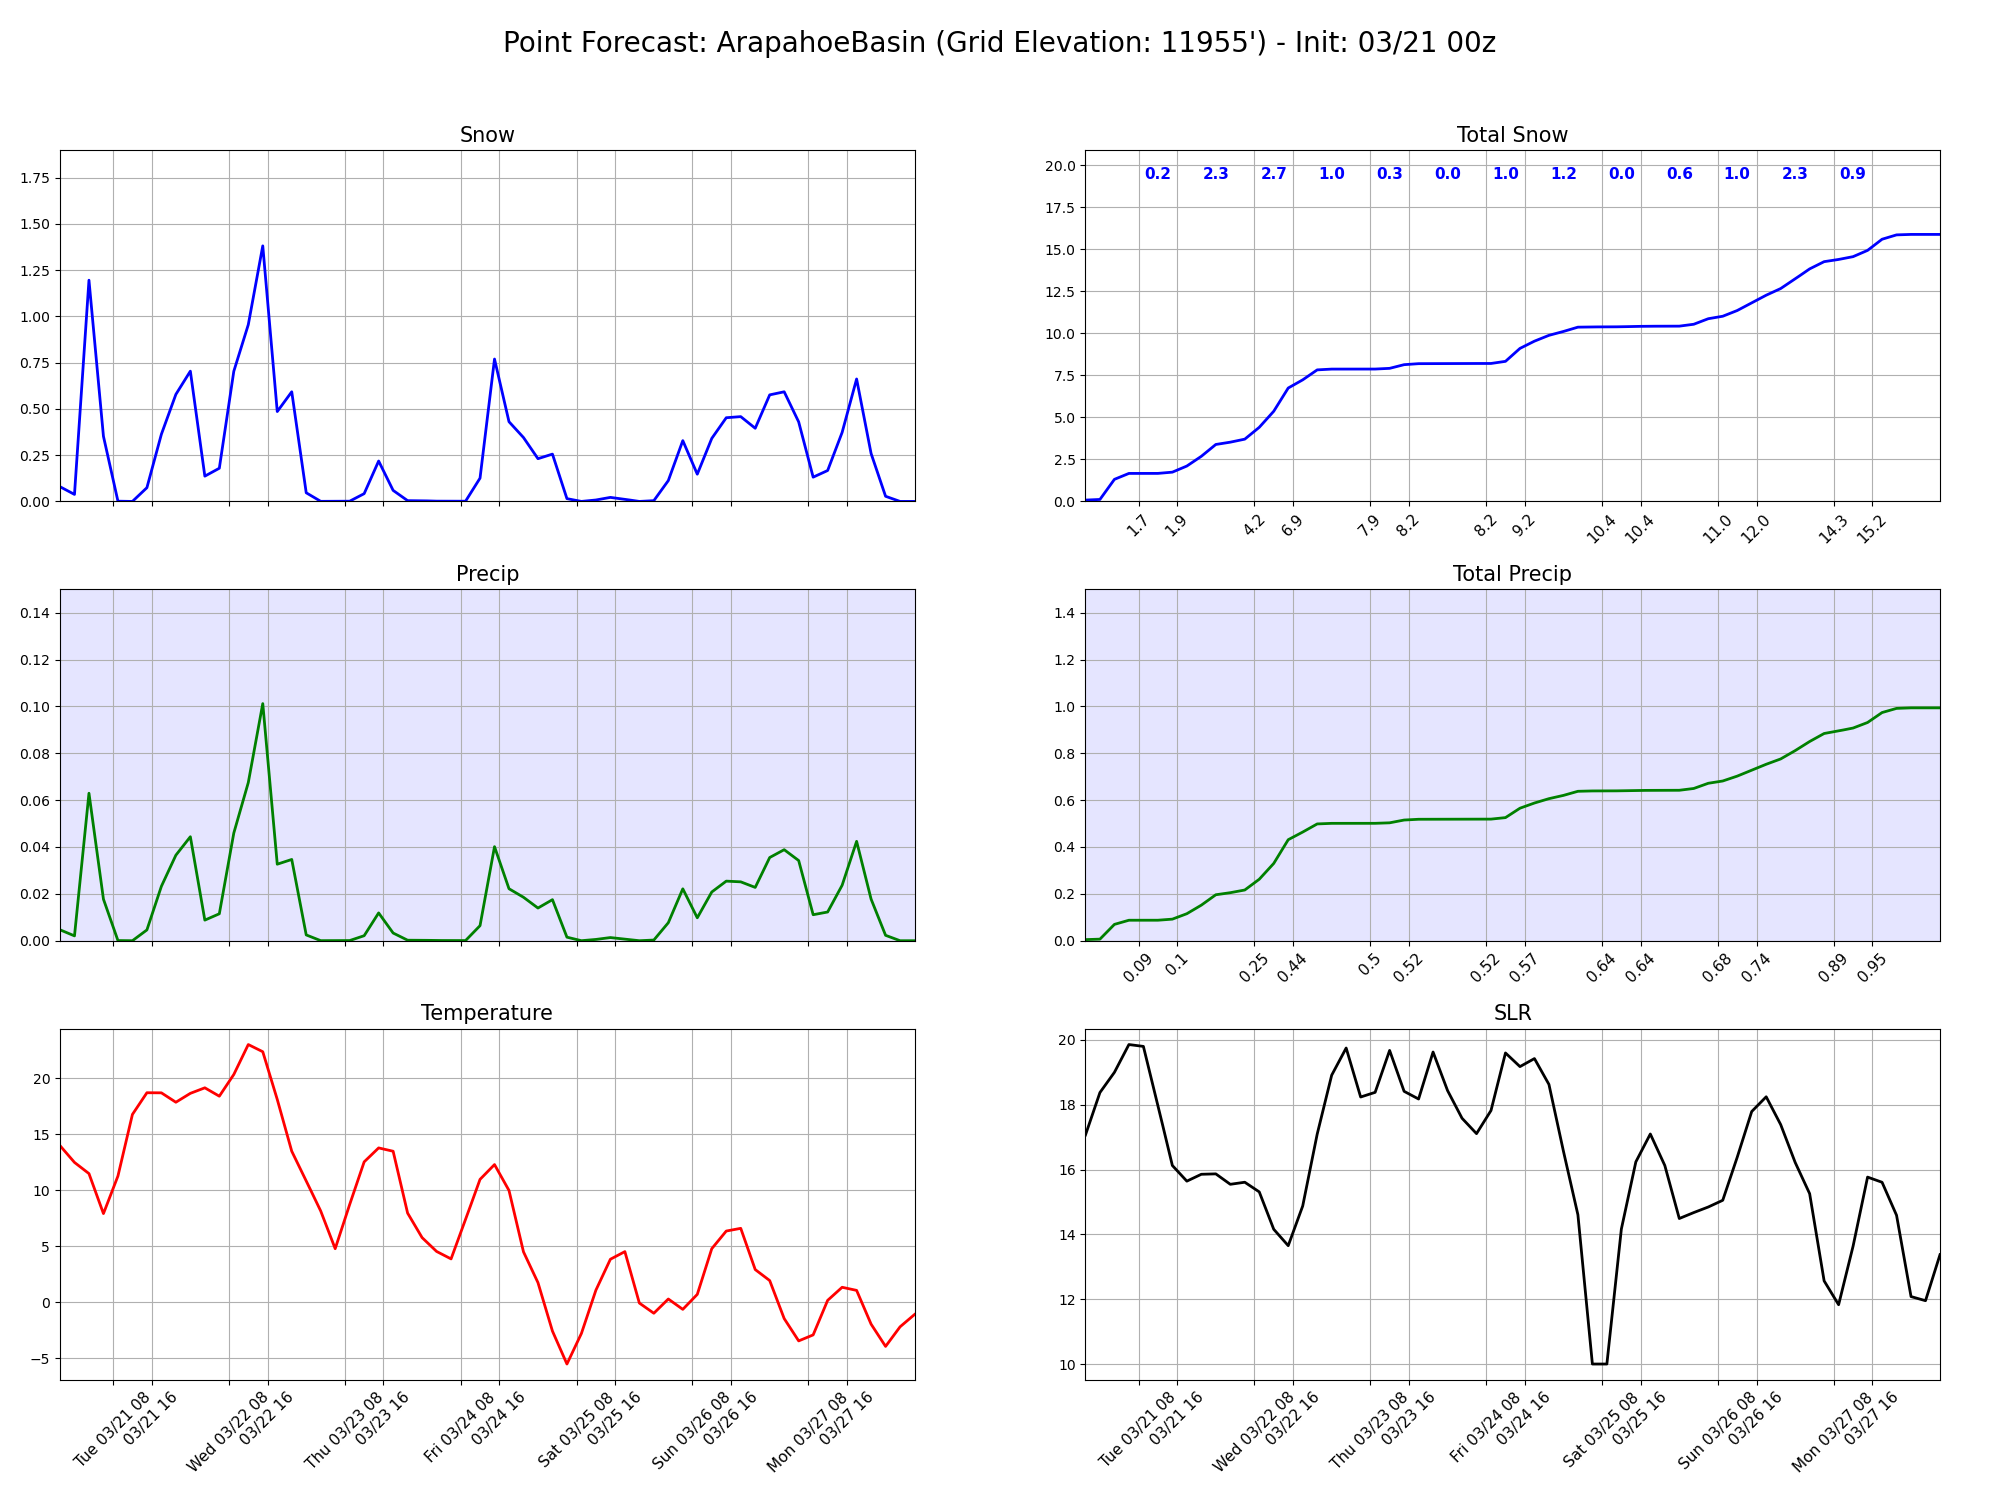 Point Forecast: ArapahoeBasin (Grid Elevation: 11955') - Init: 03/21 00z
Snow
1.75
1.50
1.25
1.00
0.75
0.50
0.25
0.00
Total Snow
20.0
17.5
15.0
12.5
10.0
7.5
5.0
2.5
0.0
0.2 2.3 2.7 1.0 0.3 0.0 1.0 1.2 0.0 0.6 1.0 2.3 0.9
1.7 1.9 4.2 6.9 7.9 8.2 8.2 9.2 10.4 10.4 11.0 12.0 14.3 15.2
Precip
0.14
0.12
0.10
0.08
0.06
0.04
0.02
0.00
Total Precip
1.4
1.2
1.0
0.8
0.6
0.4
0.2
0.0
0.09 0.1 0.25 0.44 0.5 0.52 0.52 0.57 0.64 0.64 0.68 0.74 0.89 0.95
Temperature
20
15
10
5
0
−5
Tue 03/21 08
03/21 16
Wed 03/22 08
03/22 16
Thu 03/23 08
03/23 16
Fri 03/24 08
03/24 16
Sat 03/25 08
03/25 16
Sun 03/26 08
03/26 16
Mon 03/27 08
03/27 16
SLR
20
18
16
14
12
10
Tue 03/21 08
03/21 16
Wed 03/22 08
03/22 16
Thu 03/23 08
03/23 16
Fri 03/24 08
03/24 16
Sat 03/25 08
03/25 16
Sun 03/26 08
03/26 16
Mon 03/27 08
03/27 16